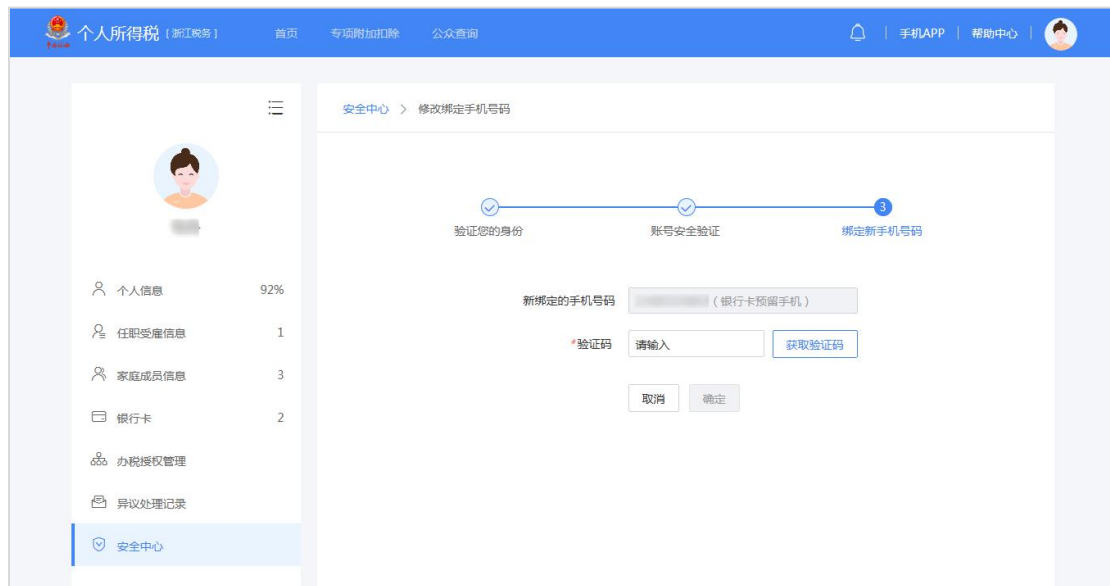 个人所得税 [ 浙江税务 ] 首页 专项附加扣除 公众查询 手机APP 帮助中心
安全中心 > 修改绑定手机号码
3
验证您的身份 账号安全验证 绑定新手机号码
个人信息 92%
任职受雇信息 1
家庭成员信息 3
银行卡 2
办税授权管理
异议处理记录
安全中心
新绑定的手机号码 ( 银行卡预留手机 )
*验证码 请输入 获取验证码
取消 确定